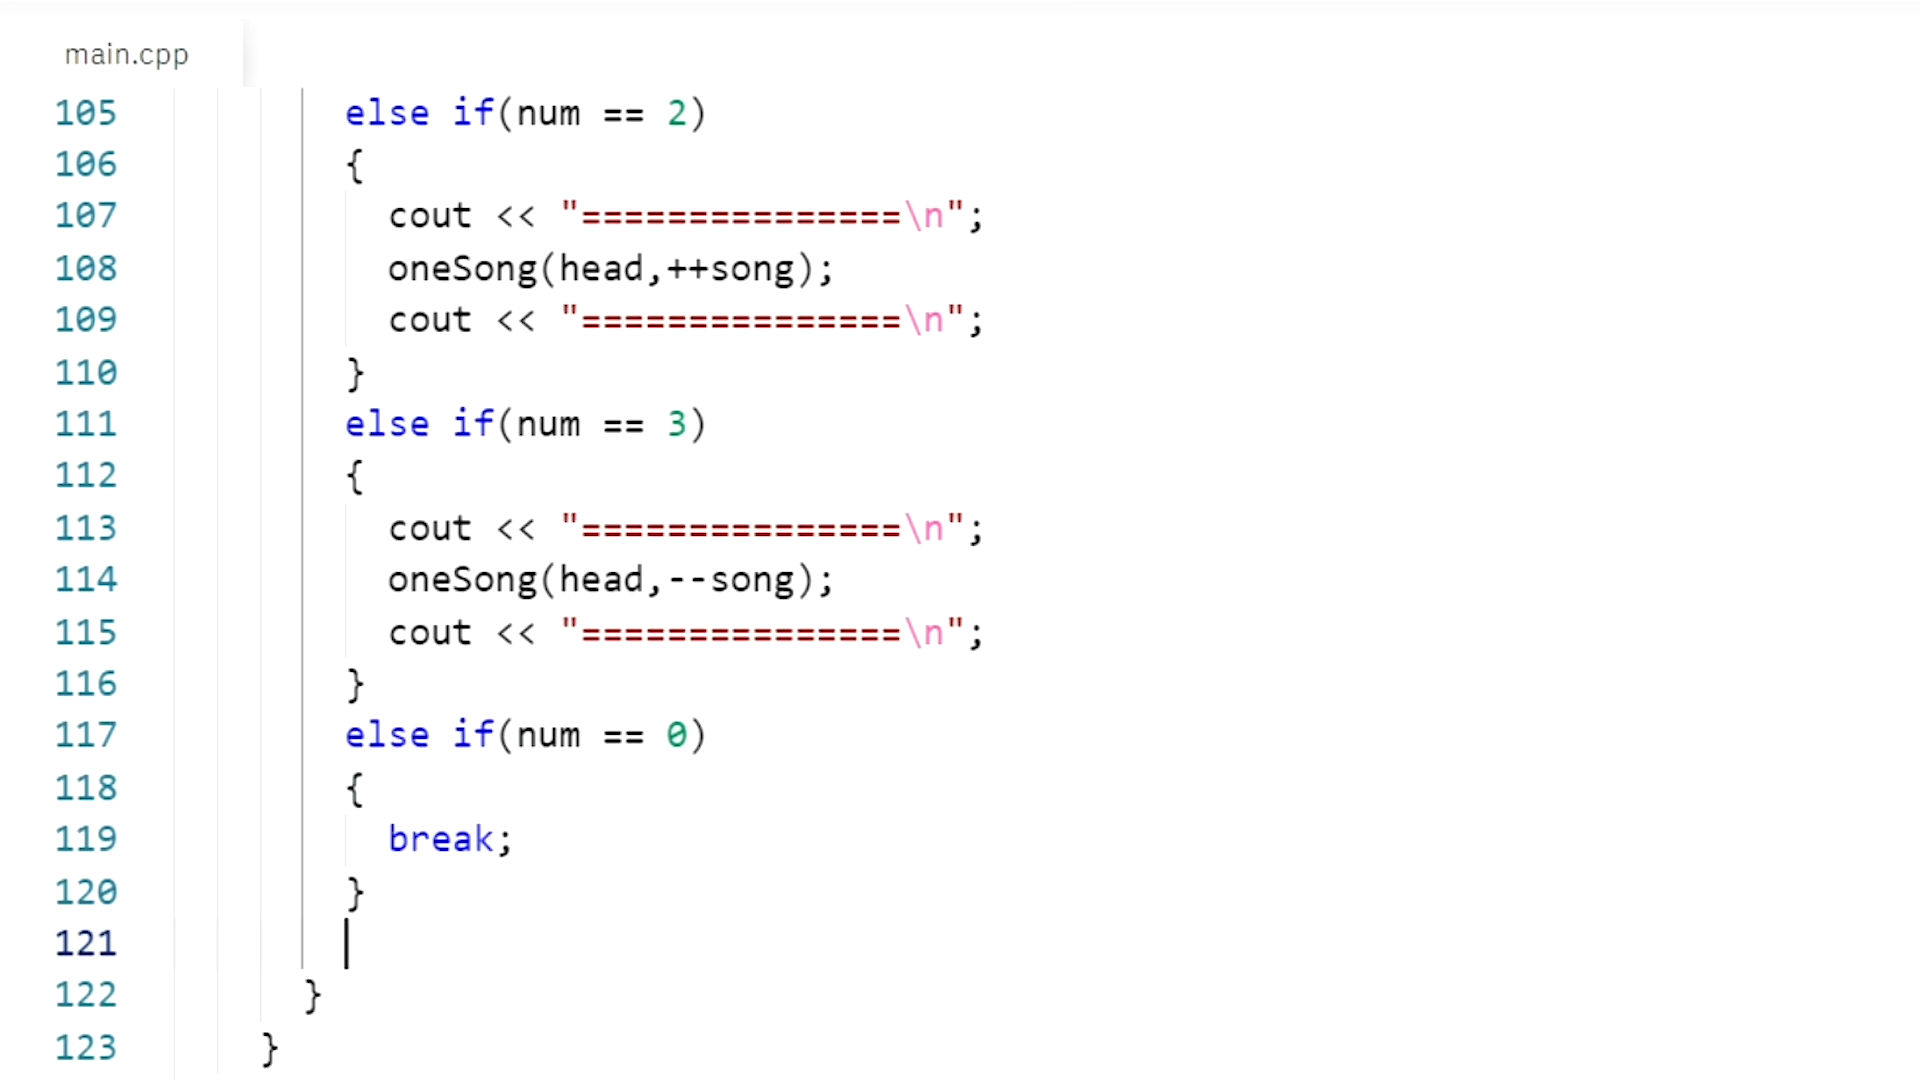 main.cpp
105 else if(num == 2)
106 {
107 cout << "===============\n";
108 oneSong(head,++song);
109 cout << "===============\n";
110 }
111 else if(num == 3)
112 {
113 cout << "===============\n";
114 oneSong(head,--song);
115 cout << "===============\n";
116 }
117 else if(num == 0)
118 {
119 break;
120 }
121
122 }
123 }